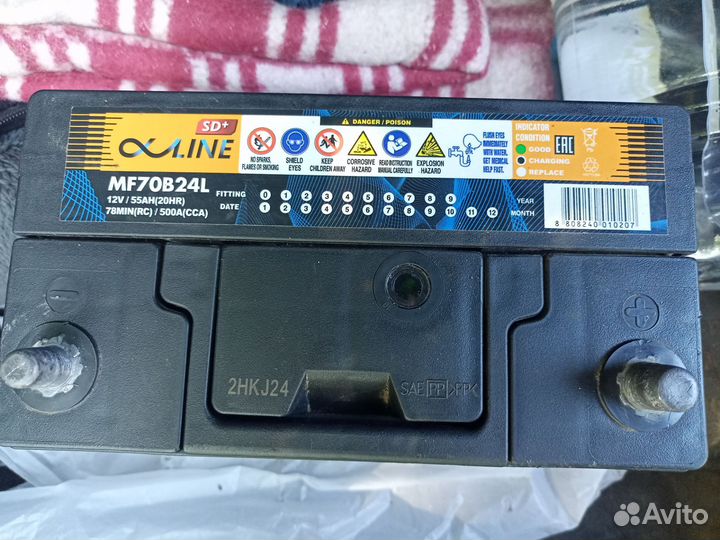 SD+
∝LINE
MF70B24L
12V / 55AH(20HR)
78MIN(RC) / 500A(CCA)
⚠ DANGER / POISON
NO SPARKS, FLAMES OR SMOKING
SHIELD EYES
KEEP CHILDREN AWAY
CORROSIVE HAZARD
READ INSTRUCTION MANUAL CAREFULLY
EXPLOSION HAZARD
FLUSH EYES
IMMEDIATELY
WITH WATER.
GET MEDICAL
HELP FAST.
INDICATOR
CONDITION
GOOD
CHARGING
REPLACE
EAC
FITTING 0 1 2 3 4 5 6 7 8 9 YEAR
DATE 1 2 3 4 5 6 7 8 9 10 11 12 MONTH
8 808240 010207
2HKJ24
SAE PP >PP<
Avito